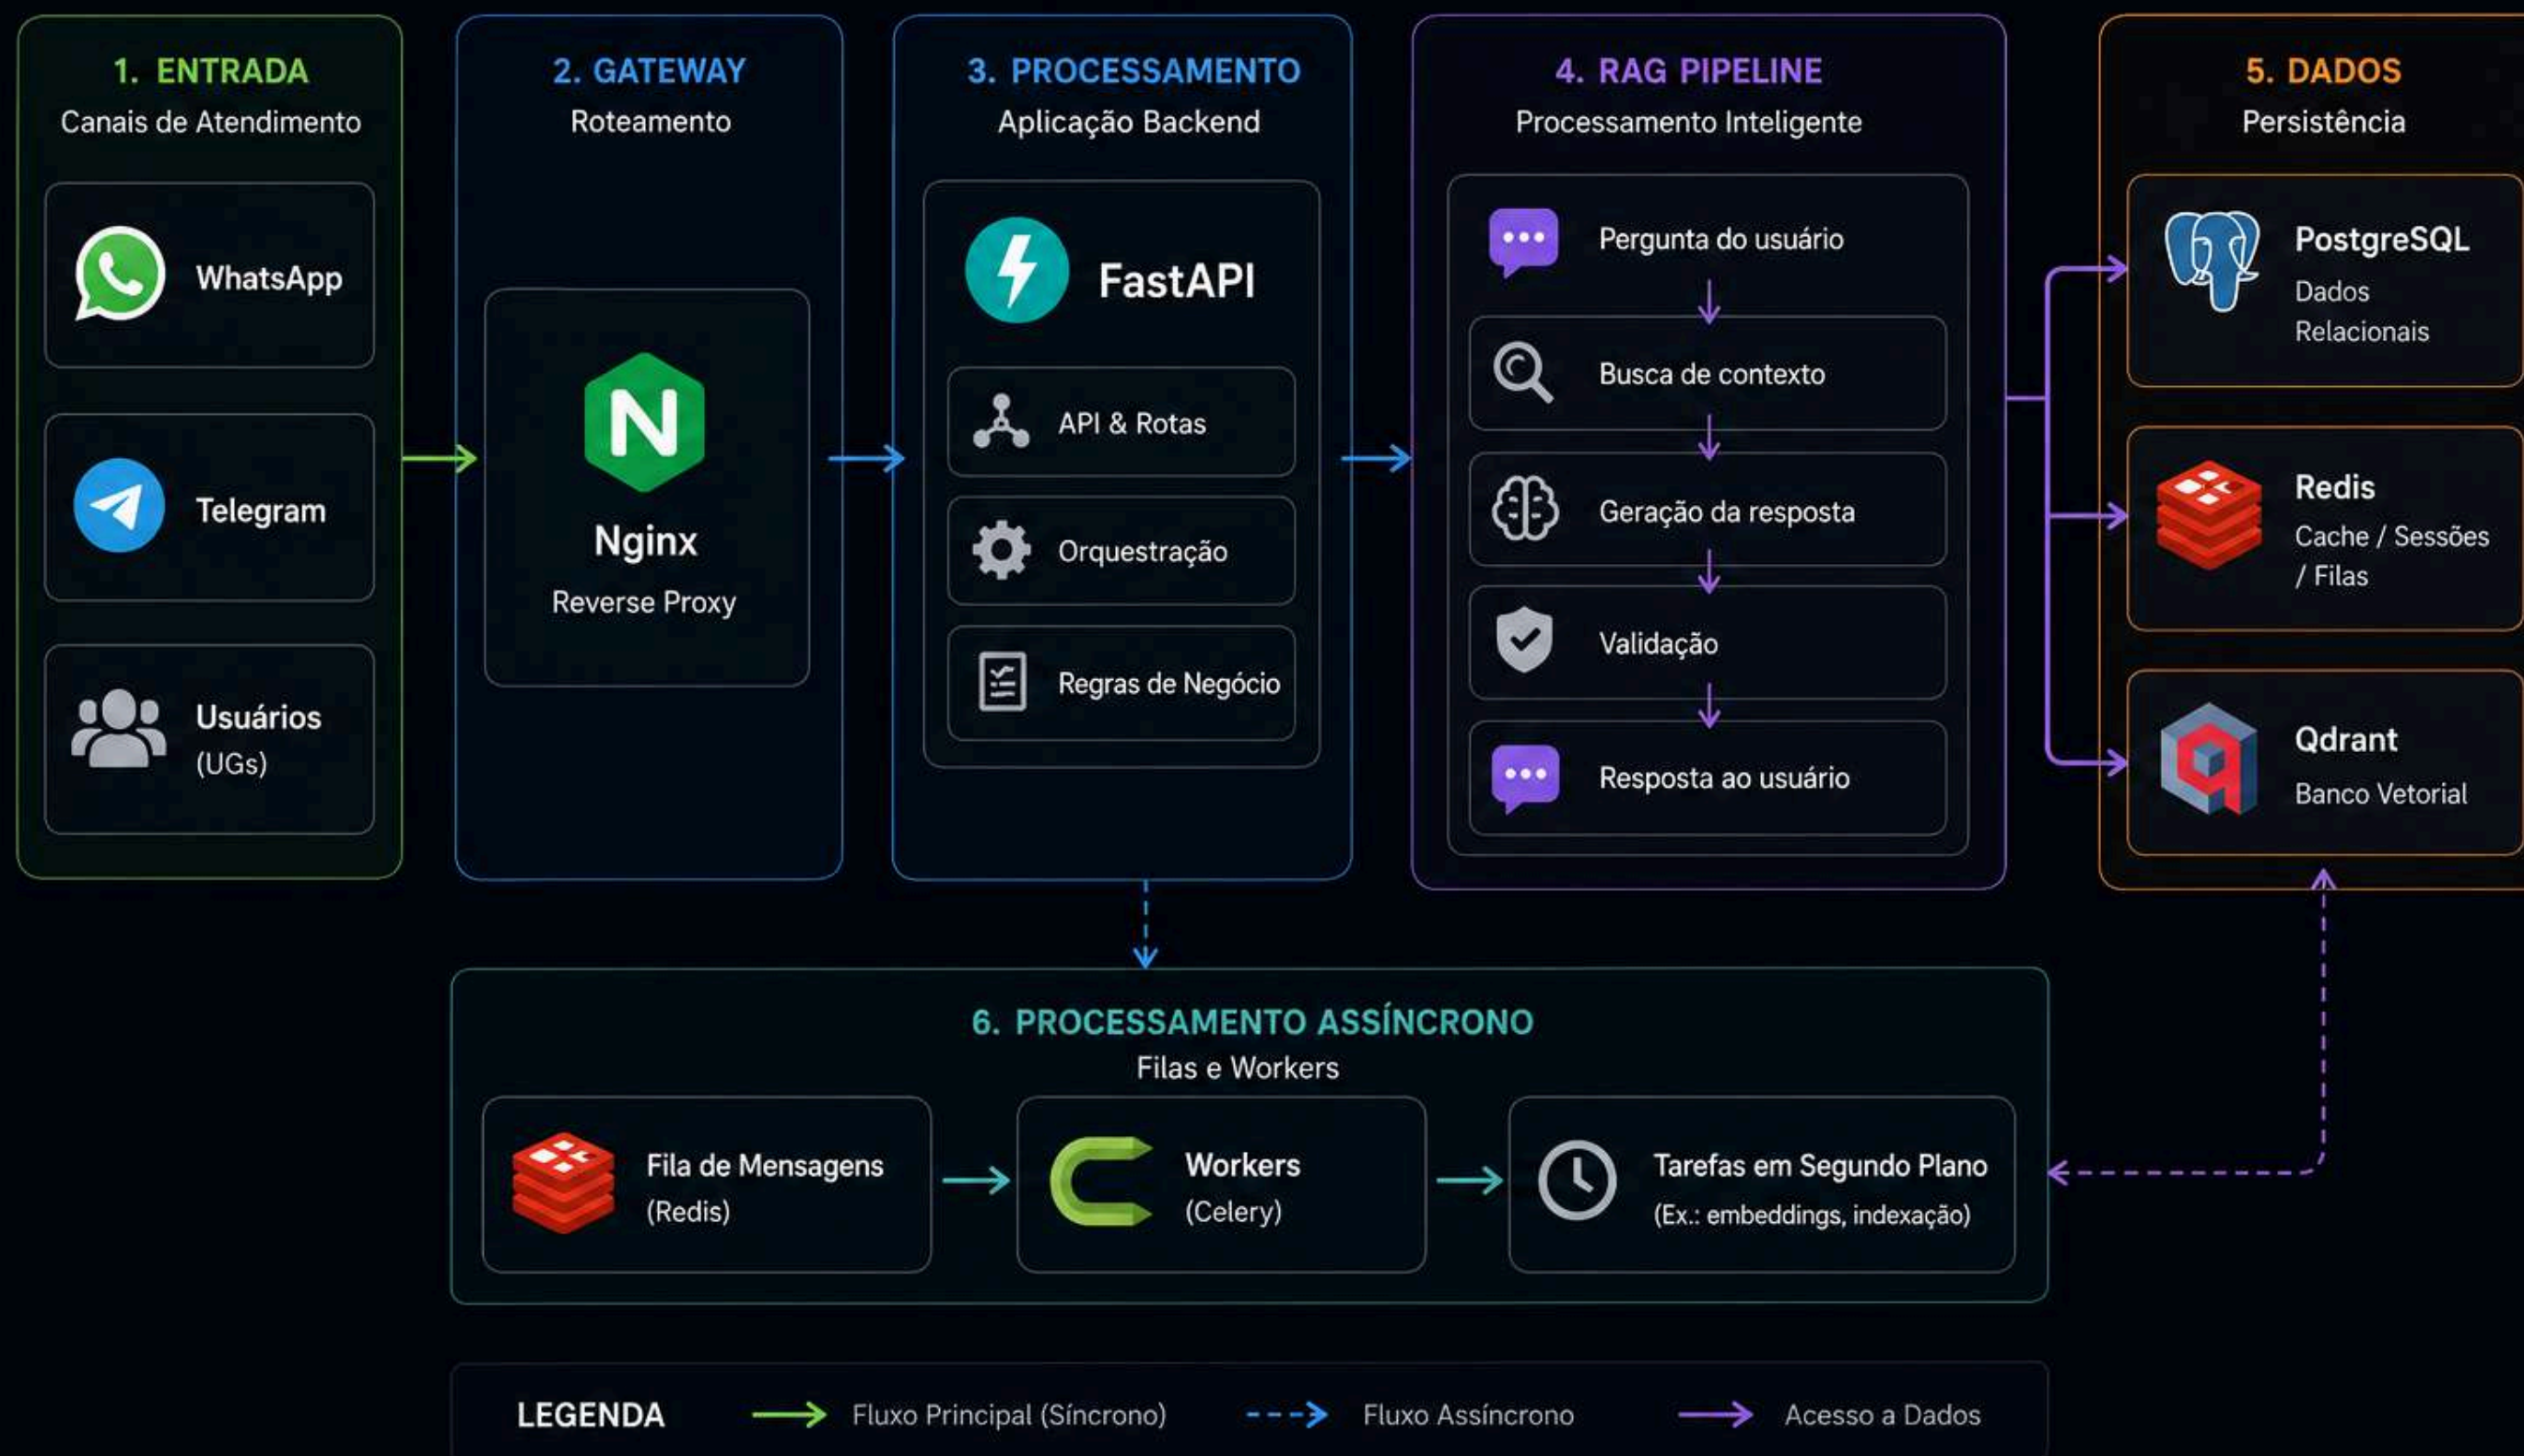 1. ENTRADA
Canais de Atendimento
WhatsApp
Telegram
Usuários
(UGs)
2. GATEWAY
Roteamento
N
Nginx
Reverse Proxy
3. PROCESSAMENTO
Aplicação Backend
FastAPI
API & Rotas
Orquestração
Regras de Negócio
4. RAG PIPELINE
Processamento Inteligente
Pergunta do usuário
Busca de contexto
Geração da resposta
Validação
Resposta ao usuário
5. DADOS
Persistência
PostgreSQL
Dados
Relacionais
Redis
Cache / Sessões
/ Filas
Qdrant
Banco Vetorial
6. PROCESSAMENTO ASSÍNCRONO
Filas e Workers
Fila de Mensagens
(Redis)
Workers
(Celery)
Tarefas em Segundo Plano
(Ex.: embeddings, indexação)
LEGENDA
Fluxo Principal (Síncrono)
Fluxo Assíncrono
Acesso a Dados